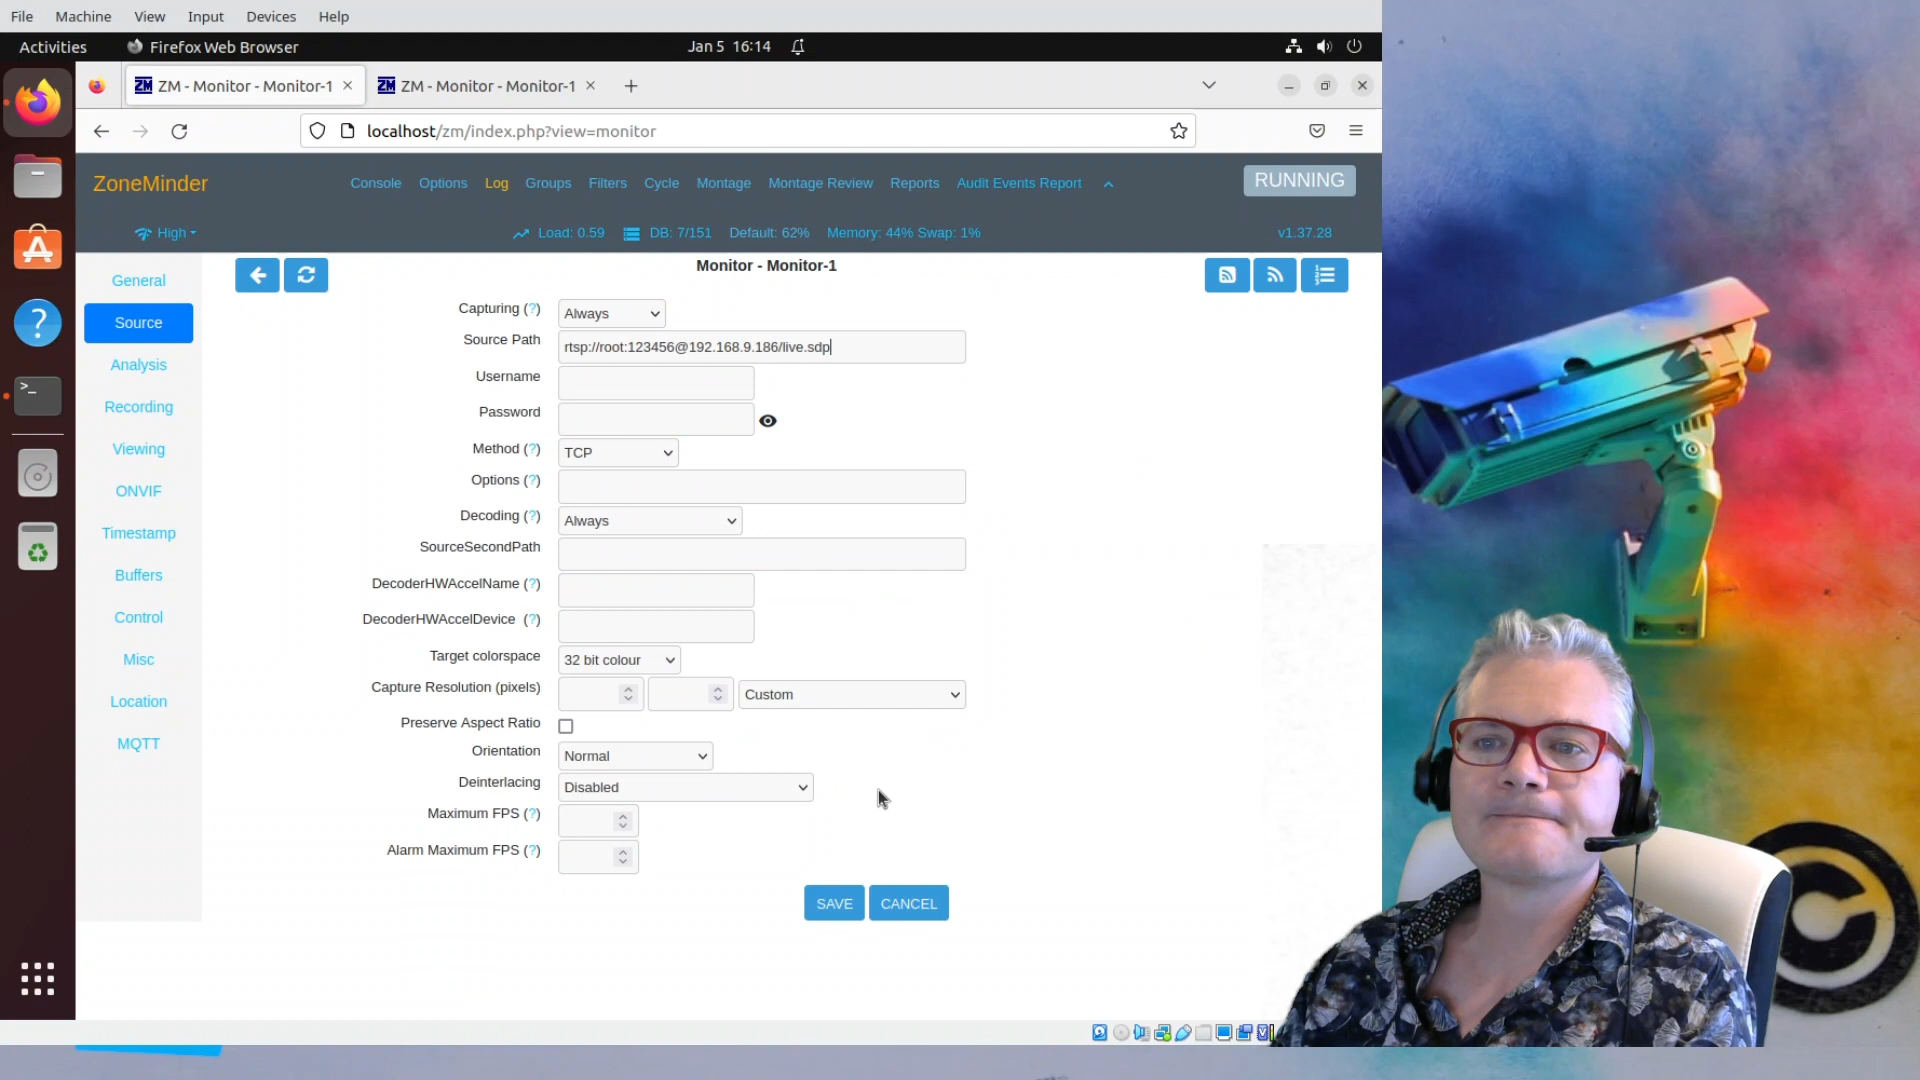 File Machine View Input Devices Help
Activities Firefox Web Browser Jan 5 16:14
ZM - Monitor - Monitor-1 ZM - Monitor - Monitor-1
localhost/zm/index.php?view=monitor
ZoneMinder Console Options Log Groups Filters Cycle Montage Montage Review Reports Audit Events Report RUNNING
High Load: 0.59 DB: 7/151 Default: 62% Memory: 44% Swap: 1% v1.37.28
Monitor - Monitor-1
General
Source
Analysis
Recording
Viewing
ONVIF
Timestamp
Buffers
Control
Misc
Location
MQTT
Capturing (?) Always
Source Path rtsp://root:123456@192.168.9.186/live.sdp
Username
Password
Method (?) TCP
Options (?)
Decoding (?) Always
SourceSecondPath
DecoderHWAccelName (?)
DecoderHWAccelDevice (?)
Target colorspace 32 bit colour
Capture Resolution (pixels) Custom
Preserve Aspect Ratio
Orientation Normal
Deinterlacing Disabled
Maximum FPS (?)
Alarm Maximum FPS (?)
SAVE CANCEL